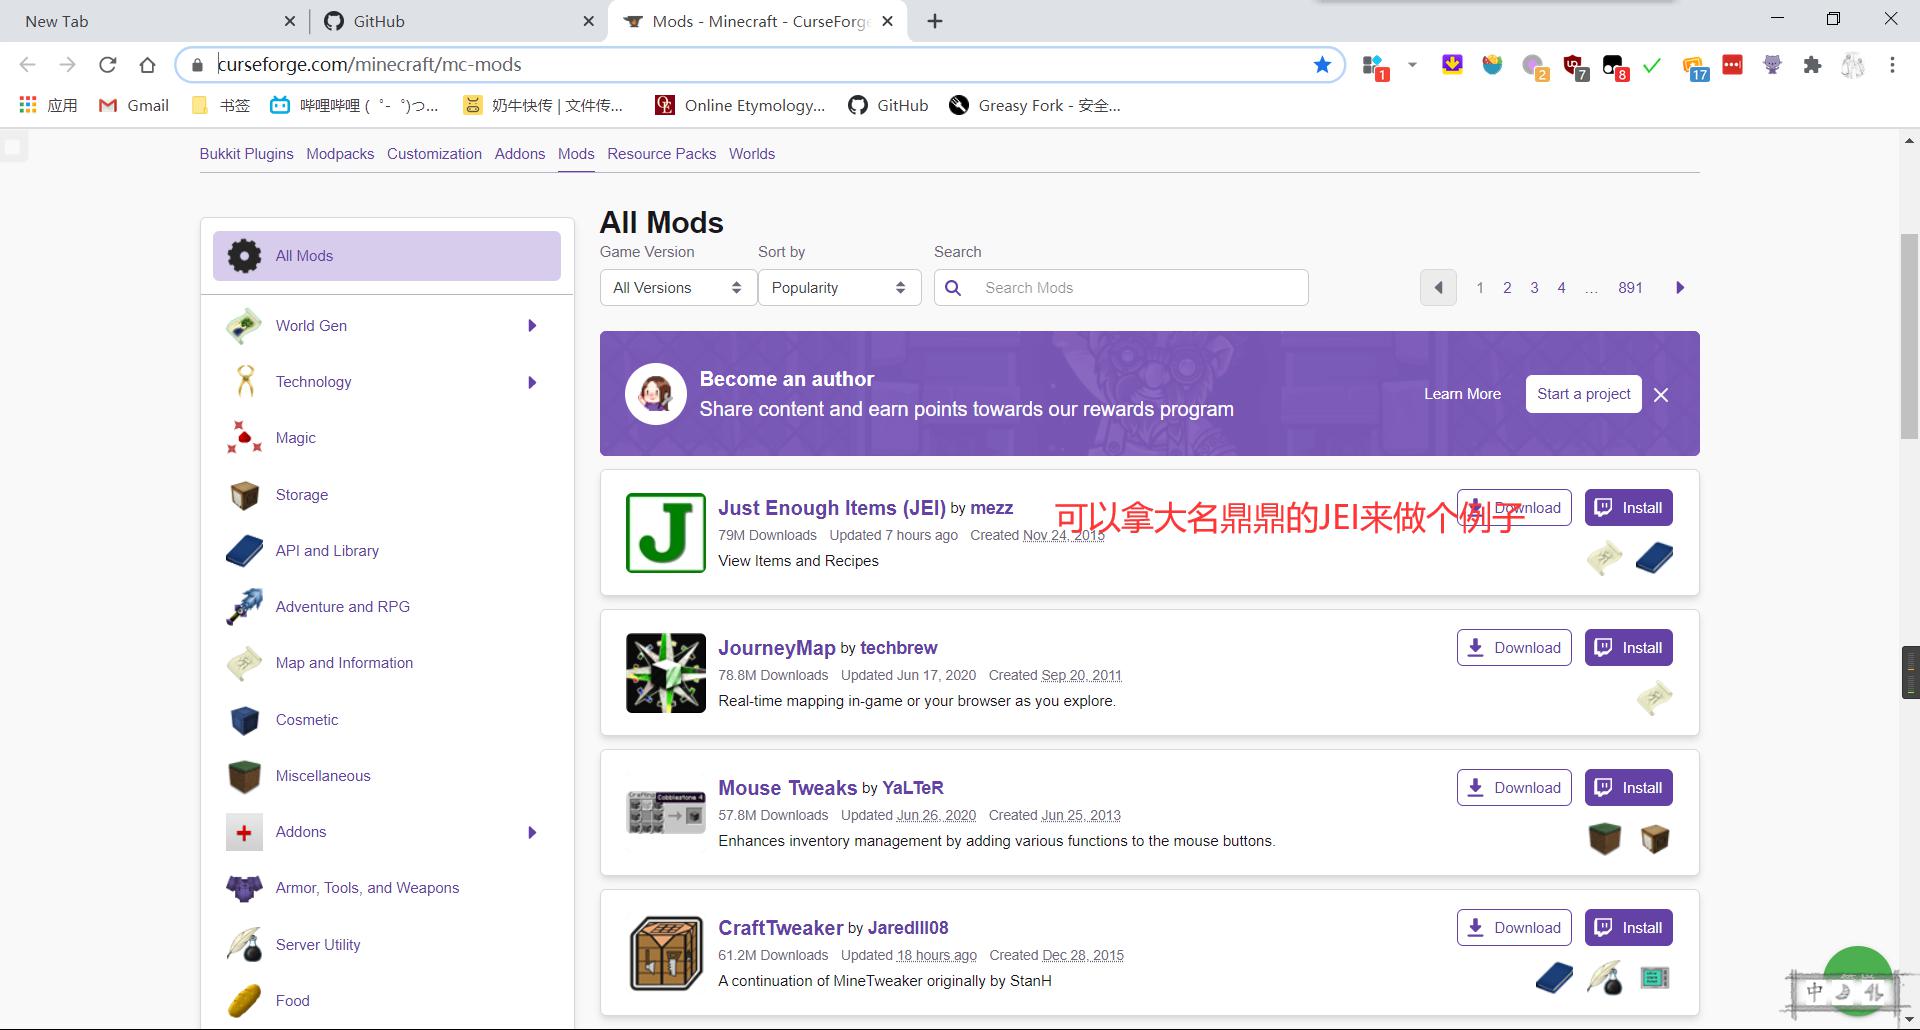 New Tab
GitHub
Mods - Minecraft - CurseForge
curseforge.com/minecraft/mc-mods
1
2
7
8
17
应用
Gmail
书签
哔哩哔哩 ( ゜- ゜)つ...
奶牛快传 | 文件传...
Online Etymology...
GitHub
Greasy Fork - 安全...
Bukkit Plugins Modpacks Customization Addons Mods Resource Packs Worlds
All Mods
World Gen
Technology
Magic
Storage
API and Library
Adventure and RPG
Map and Information
Cosmetic
Miscellaneous
Addons
Armor, Tools, and Weapons
Server Utility
Food
All Mods
Game Version Sort by Search
All Versions Popularity Search Mods
1 2 3 4 ... 891
Become an author
Share content and earn points towards our rewards program
Learn More Start a project
Just Enough Items (JEI) by mezz
可以拿大名鼎鼎的JEI来做个例子
Download Install
79M Downloads Updated 7 hours ago Created Nov 24, 2015
View Items and Recipes
JourneyMap by techbrew
Download Install
78.8M Downloads Updated Jun 17, 2020 Created Sep 20, 2011
Real-time mapping in-game or your browser as you explore.
Mouse Tweaks by YaLTeR
Download Install
57.8M Downloads Updated Jun 26, 2020 Created Jun 25, 2013
Enhances inventory management by adding various functions to the mouse buttons.
Crafting Cobblestone 4
CraftTweaker by Jaredlll08
Download Install
61.2M Downloads Updated 18 hours ago Created Dec 28, 2015
A continuation of MineTweaker originally by StanH
中